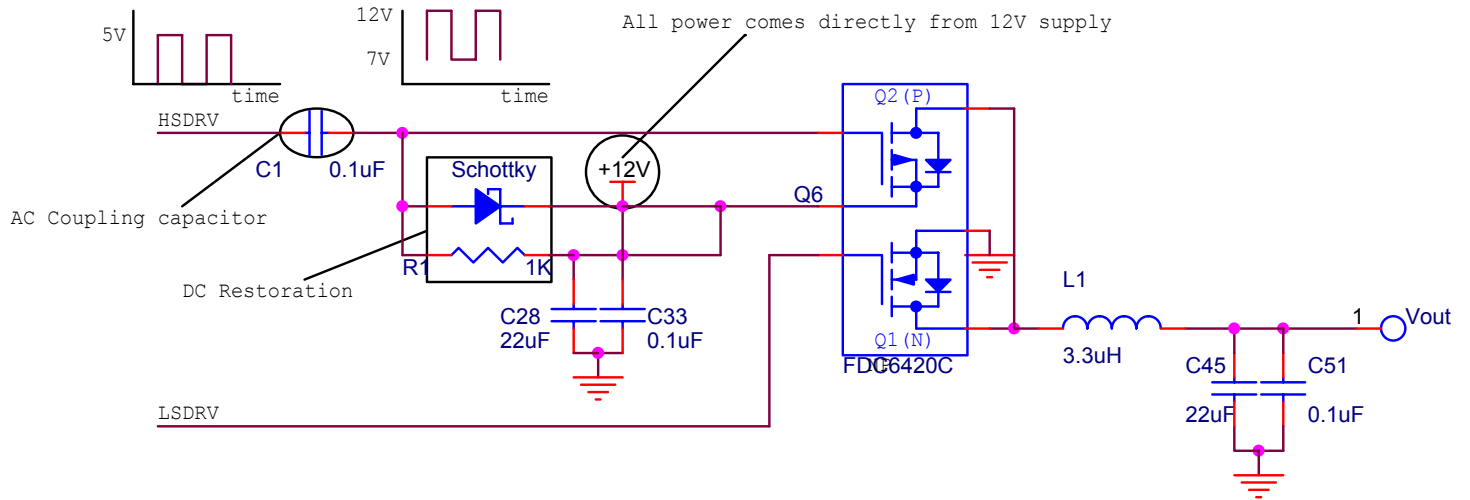 12V
All power comes directly from 12V supply
5V
7V
time
time
Q2(P)
HSDRV
C1
0.1uF
Schottky
+12V
Q6
AC Coupling capacitor
R1
1K
DC Restoration
L1
C28
C33
22uF
0.1uF
Q1(N)
1
Vout
3.3uH
FDC6420C
C45
C51
LSDRV
22uF
0.1uF